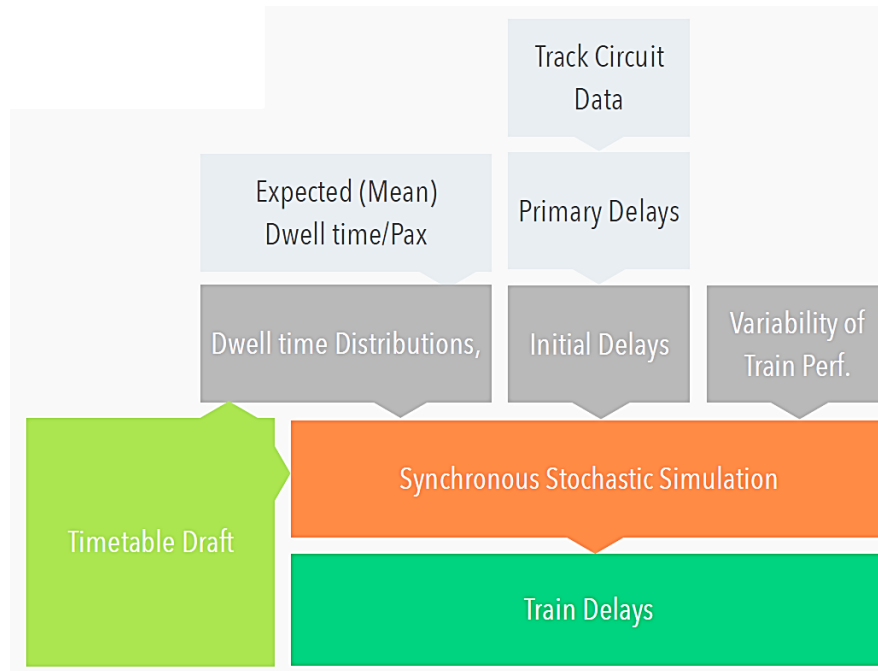 Track Circuit
Data
Expected (Mean)
Dwell time/Pax
Primary Delays
Dwell time Distributions,
Initial Delays
Variability of
Train Perf.
Timetable Draft
Synchronous Stochastic Simulation
Train Delays